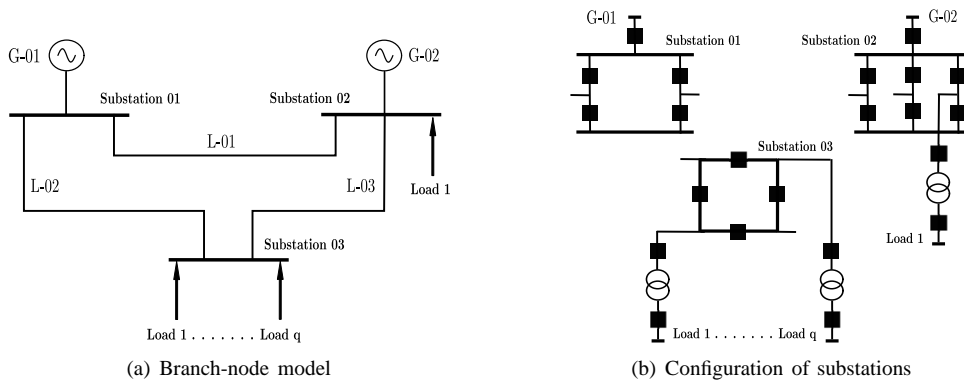 G-01
G-02
Substation 01
Substation 02
L-01
L-02
L-03
Load 1
Substation 03
Load 1 . . . . . . . Load q
(a) Branch-node model
G-01
G-02
Substation 01
Substation 02
Substation 03
Load 1
Load 1 . . . . . . . Load q
(b) Configuration of substations